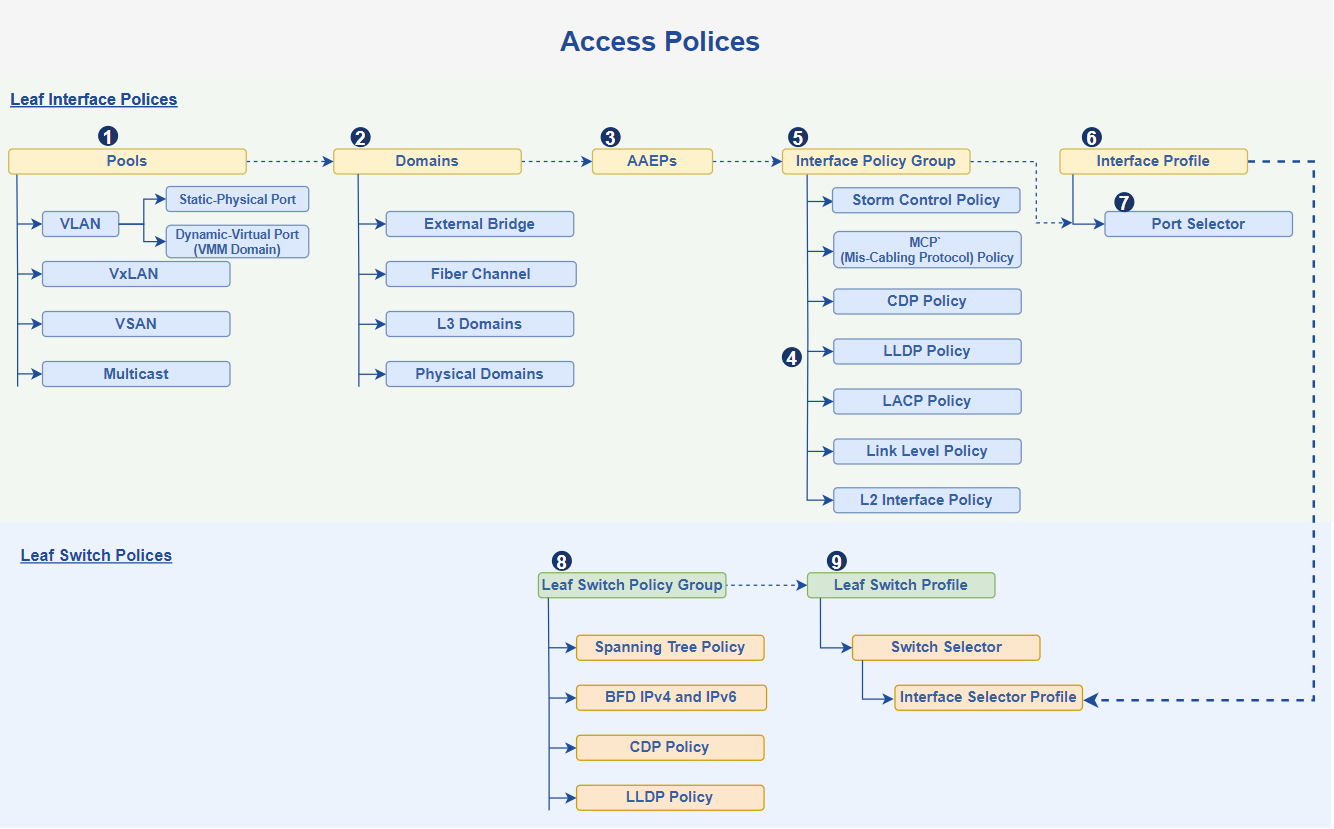 Access Polices
Leaf Interface Polices
1
2
3
5
6
Pools
Domains
AAEPs
Interface Policy Group
Interface Profile
VLAN
Static-Physical Port
Dynamic-Virtual Port
(VMM Domain)
VxLAN
VSAN
Multicast
External Bridge
Fiber Channel
L3 Domains
Physical Domains
4
Storm Control Policy
MCP`
(Mis-Cabling Protocol) Policy
CDP Policy
LLDP Policy
LACP Policy
Link Level Policy
L2 Interface Policy
7
Port Selector
Leaf Switch Polices
8
9
Leaf Switch Policy Group
Leaf Switch Profile
Spanning Tree Policy
BFD IPv4 and IPv6
CDP Policy
LLDP Policy
Switch Selector
Interface Selector Profile